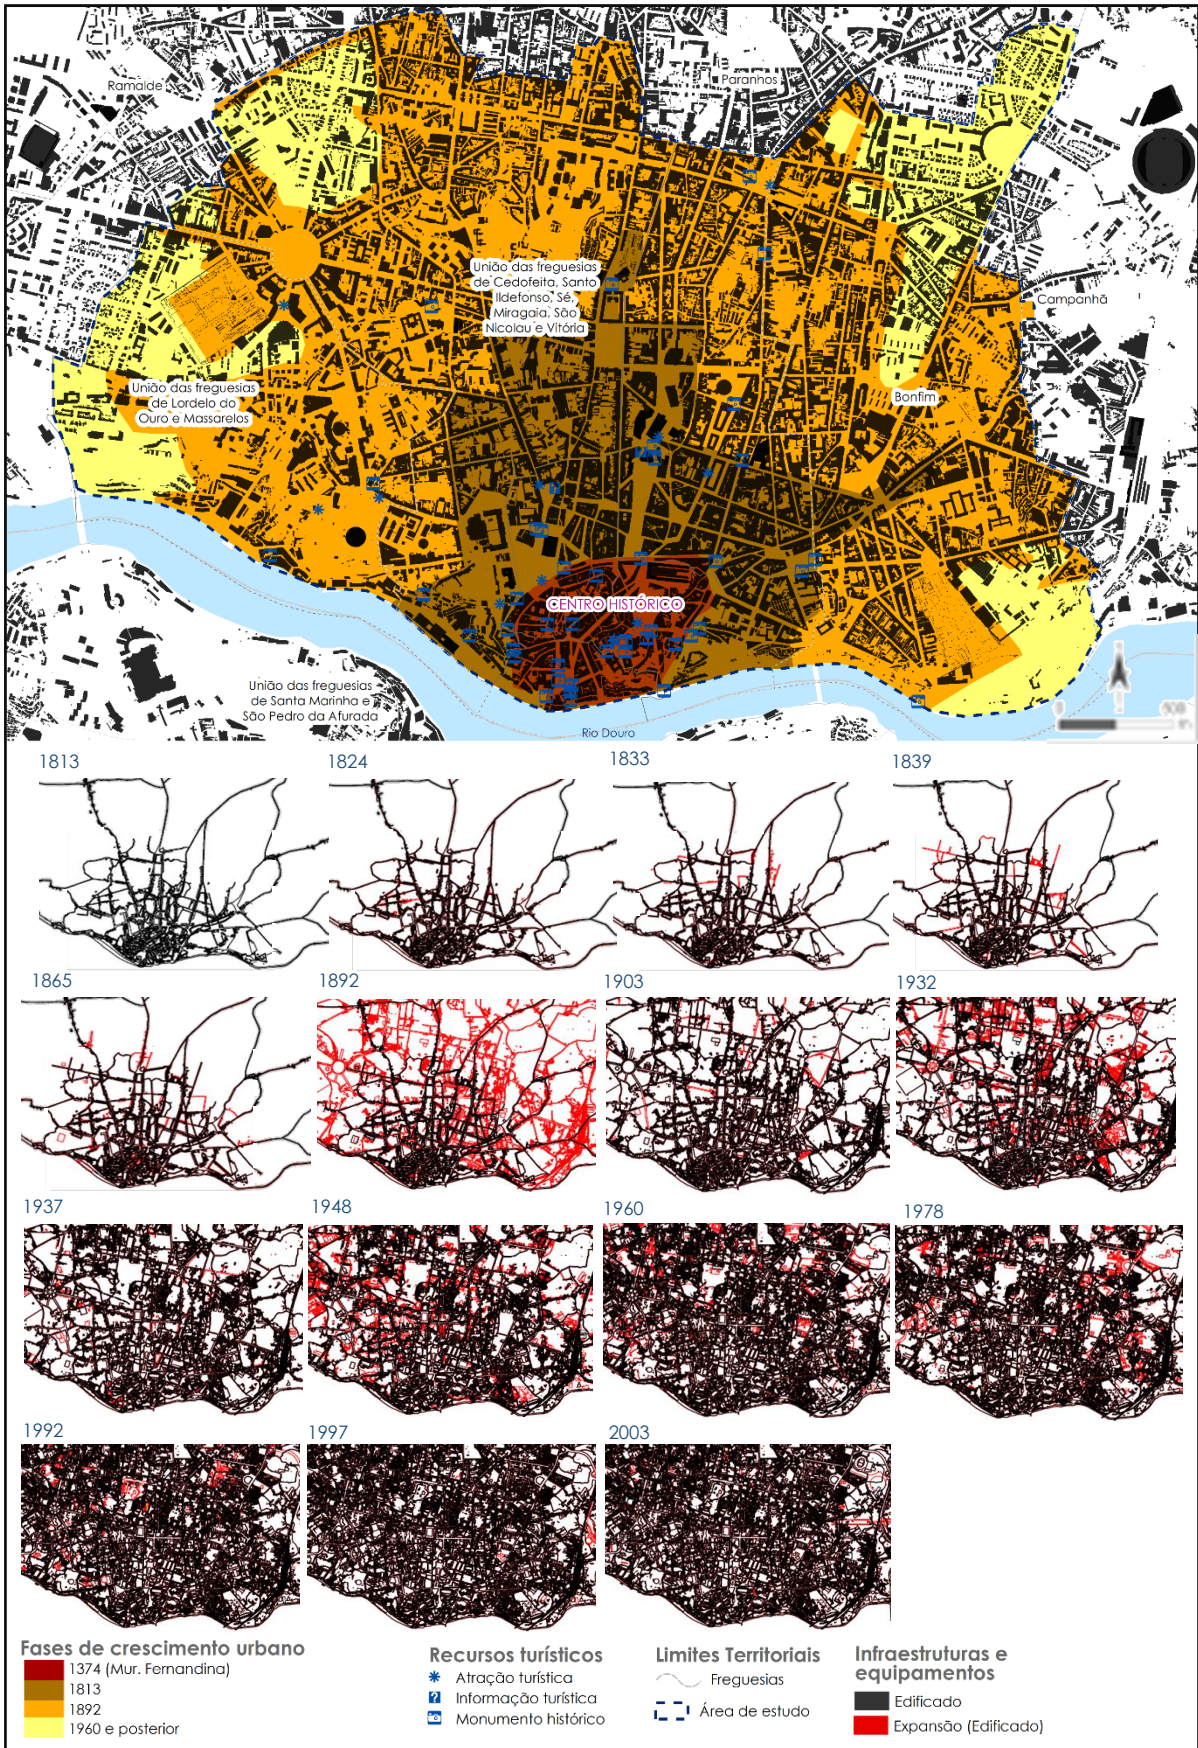 Ramalde
Paranhos
União das freguesias
de Cedofeita, Santo
Ildefonso, Sé,
Miragaia, São
Nicolau e Vitória
Campanhã
União das freguesias
de Lordelo do
Ouro e Massarelos
Bonfim
CENTRO HISTÓRICO
União das freguesias
de Santa Marinha e
São Pedro da Afurada
Rio Douro
0 500
m
1813
1824
1833
1839
1865
1892
1903
1932
1937
1948
1960
1978
1992
1997
2003
Fases de crescimento urbano
1374 (Mur. Fernandina)
1813
1892
1960 e posterior
Recursos turísticos
Atração turística
Informação turística
Monumento histórico
Limites Territoriais
Freguesias
Área de estudo
Infraestruturas e
equipamentos
Edificado
Expansão (Edificado)